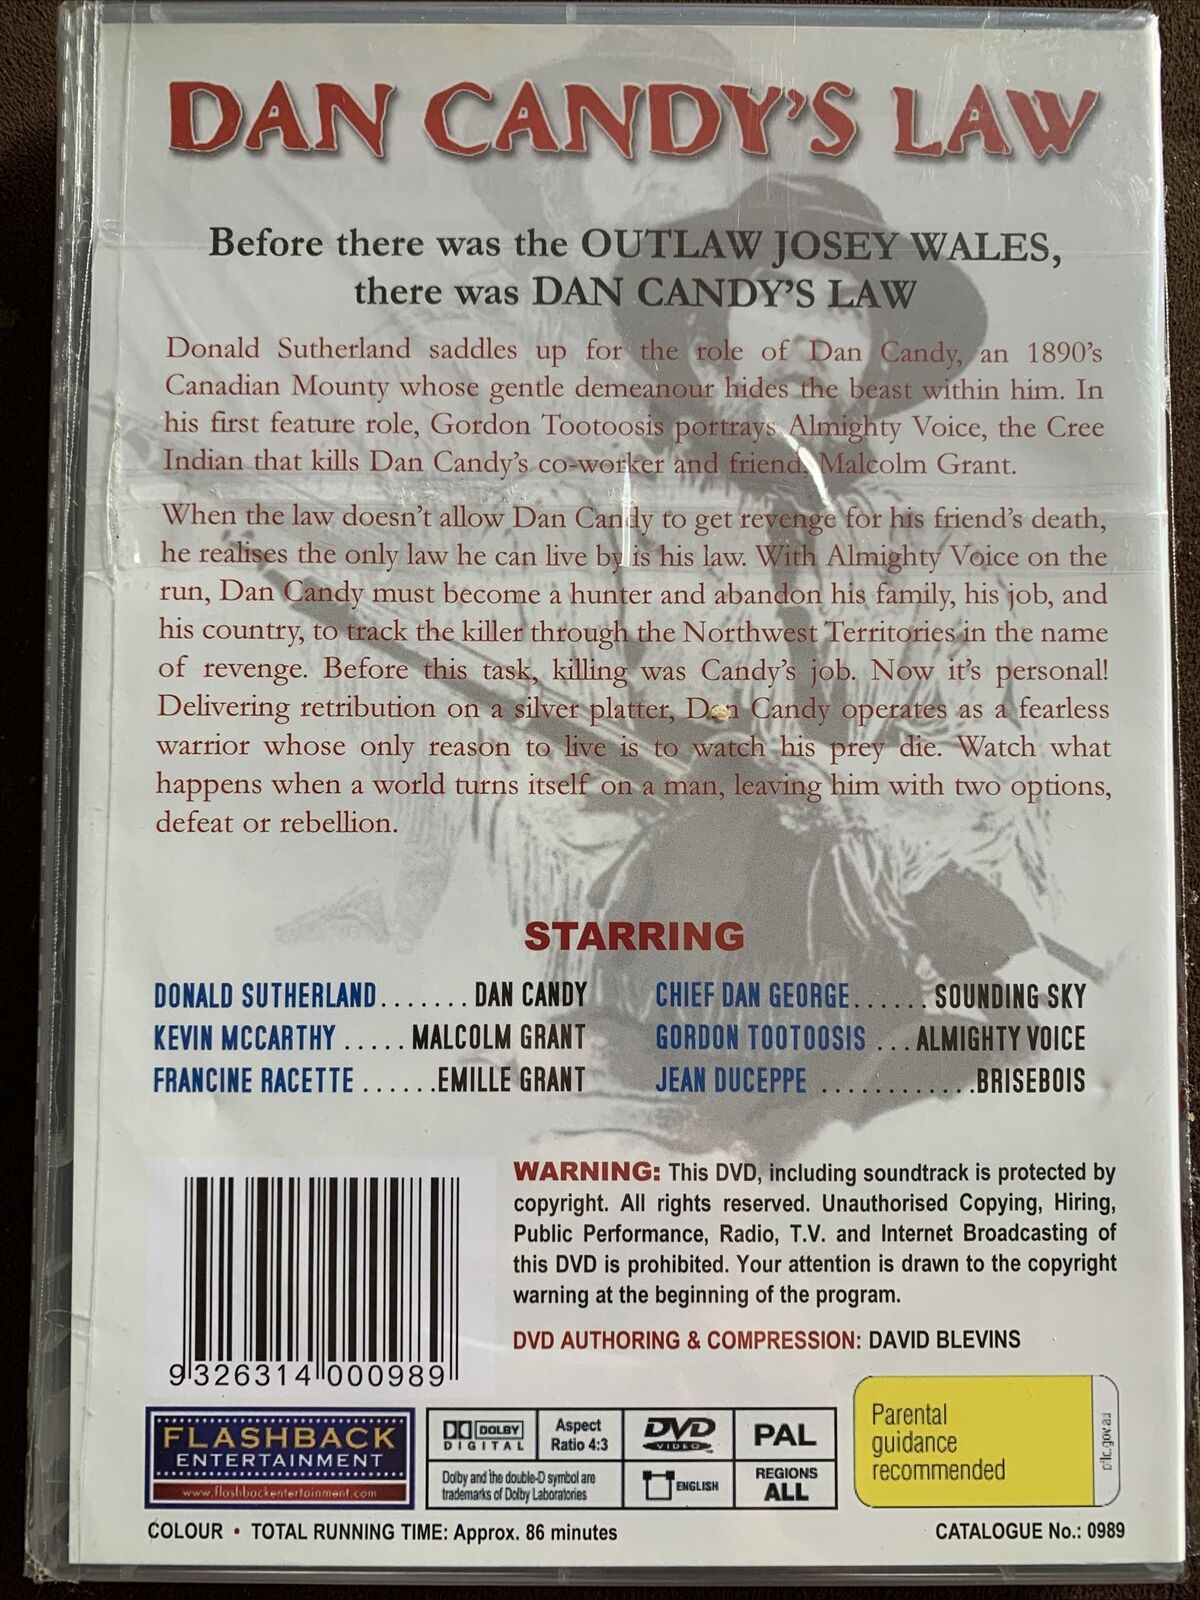 DAN CANDY'S LAW
Before there was the OUTLAW JOSEY WALES,
there was DAN CANDY'S LAW
Donald Sutherland saddles up for the role of Dan Candy, an 1890's
Canadian Mounty whose gentle demeanour hides the beast within him. In
his first feature role, Gordon Tootoosis portrays Almighty Voice, the Cree
Indian that kills Dan Candy's co-worker and friend, Malcolm Grant.
When the law doesn't allow Dan Candy to get revenge for his friend's death,
he realises the only law he can live by is his law. With Almighty Voice on the
run, Dan Candy must become a hunter and abandon his family, his job, and
his country, to track the killer through the Northwest Territories in the name
of revenge. Before this task, killing was Candy's job. Now it's personal!
Delivering retribution on a silver platter, Dan Candy operates as a fearless
warrior whose only reason to live is to watch his prey die. Watch what
happens when a world turns itself on a man, leaving him with two options,
defeat or rebellion.
STARRING
DONALD SUTHERLAND.......DAN CANDY
KEVIN MCCARTHY .....MALCOLM GRANT
FRANCINE RACETTE ......EMILLE GRANT
CHIEF DAN GEORGE......SOUNDING SKY
GORDON TOOTOOSIS ...ALMIGHTY VOICE
JEAN DUCEPPE ............BRISEBOIS
WARNING: This DVD, including soundtrack is protected by
copyright. All rights reserved. Unauthorised Copying, Hiring,
Public Performance, Radio, T.V. and Internet Broadcasting of
this DVD is prohibited. Your attention is drawn to the copyright
warning at the beginning of the program.
DVD AUTHORING & COMPRESSION: DAVID BLEVINS
9 326314 000989
FLASHBACK
ENTERTAINMENT
www.flashbackentertainment.com
DOLBY
DIGITAL
Aspect
Ratio 4:3
DVD
VIDEO
PAL
Dolby and the double-D symbol are
trademarks of Dolby Laboratories
ENGLISH
REGIONS
ALL
Parental
guidance
recommended
COLOUR • TOTAL RUNNING TIME: Approx. 86 minutes
CATALOGUE No.: 0989